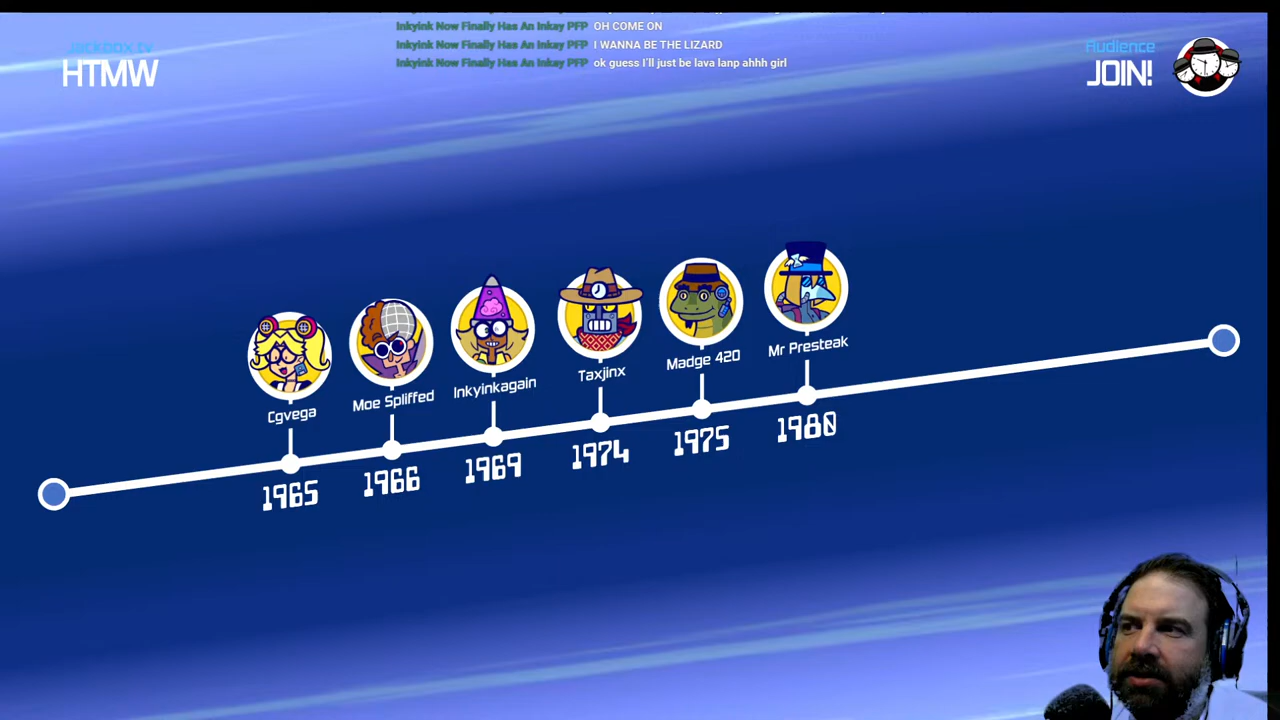 InkyInk Now Finally Has An Inkay PFP OH COME ON
InkyInk Now Finally Has An Inkay PFP I WANNA BE THE LIZARD
InkyInk Now Finally Has An Inkay PFP ok guess I'll just be lava lanp ahhh girl
jackbox.tv
HTMW
Audience
JOIN!
Cgvega
Moe Spliffed
Inkyinkagain
Taxjinx
Madge 420
Mr Presteak
1965
1966
1969
1974
1975
1980